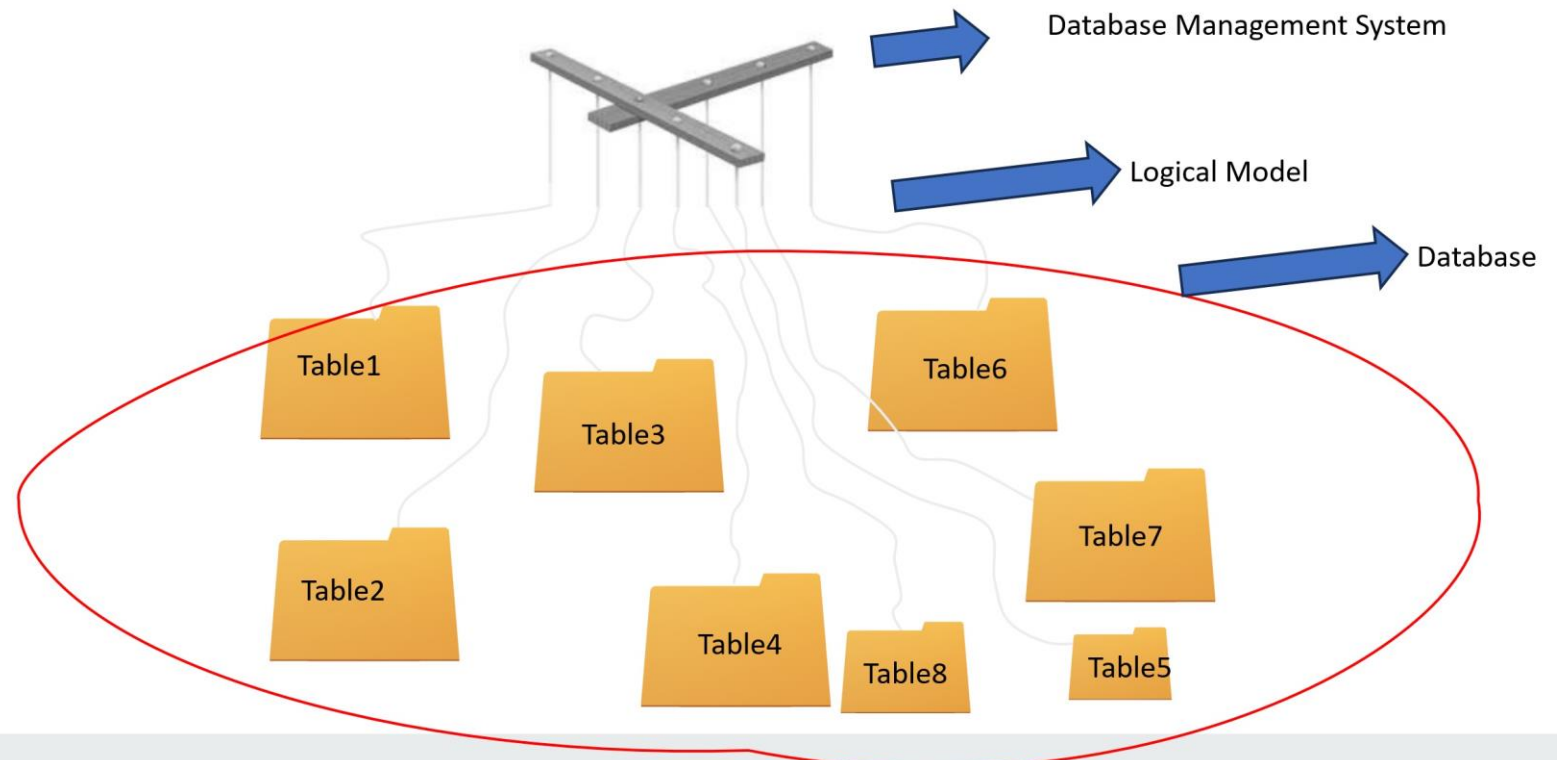 Database Management System
Logical Model
Database
Table1
Table6
Table3
Table7
Table2
Table4
Table8
Table5